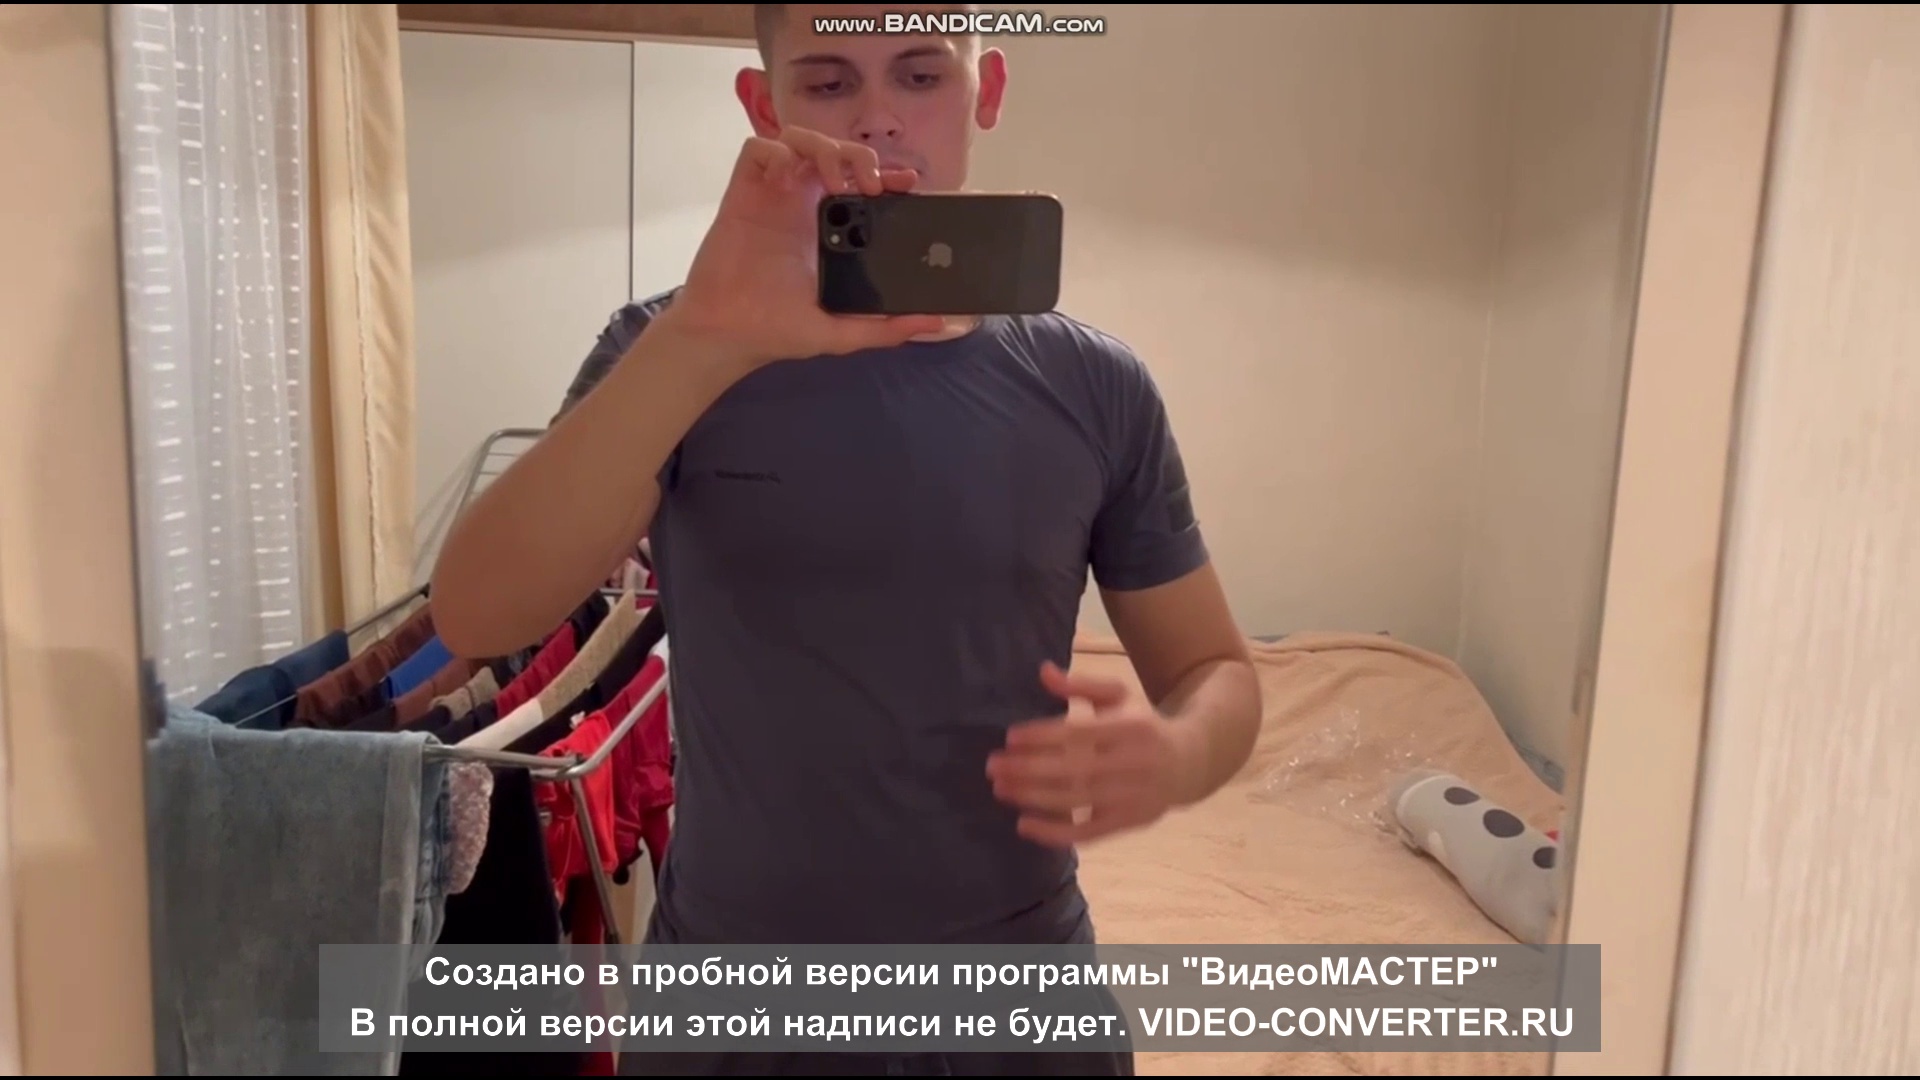 www.BANDICAM.com
Создано в пробной версии программы "ВидеоМАСТЕР"
В полной версии этой надписи не будет. VIDEO-CONVERTER.RU